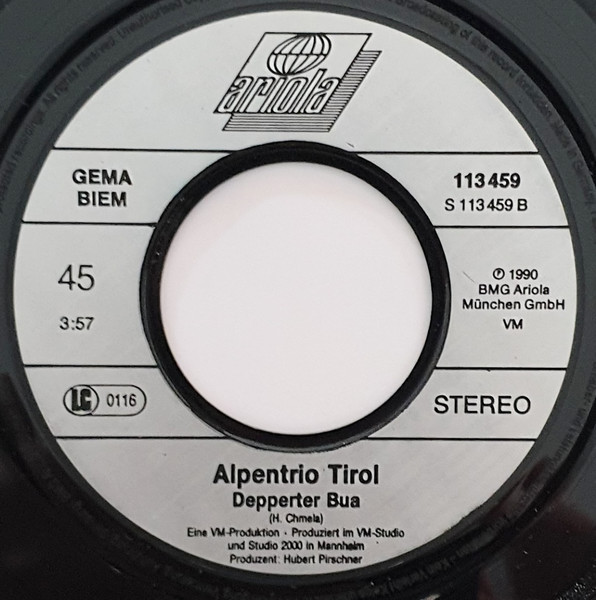 ariola
GEMA
BIEM
113 459
S 113 459 B
45
3:57
℗ 1990
BMG Ariola
München GmbH
VM
LC 0116
STEREO
Alpentrio Tirol
Depperter Bua
(H. Chmela)
Eine VM-Produktion · Produziert im VM-Studio
und Studio 2000 in Mannheim
Produzent: Hubert Pirschner